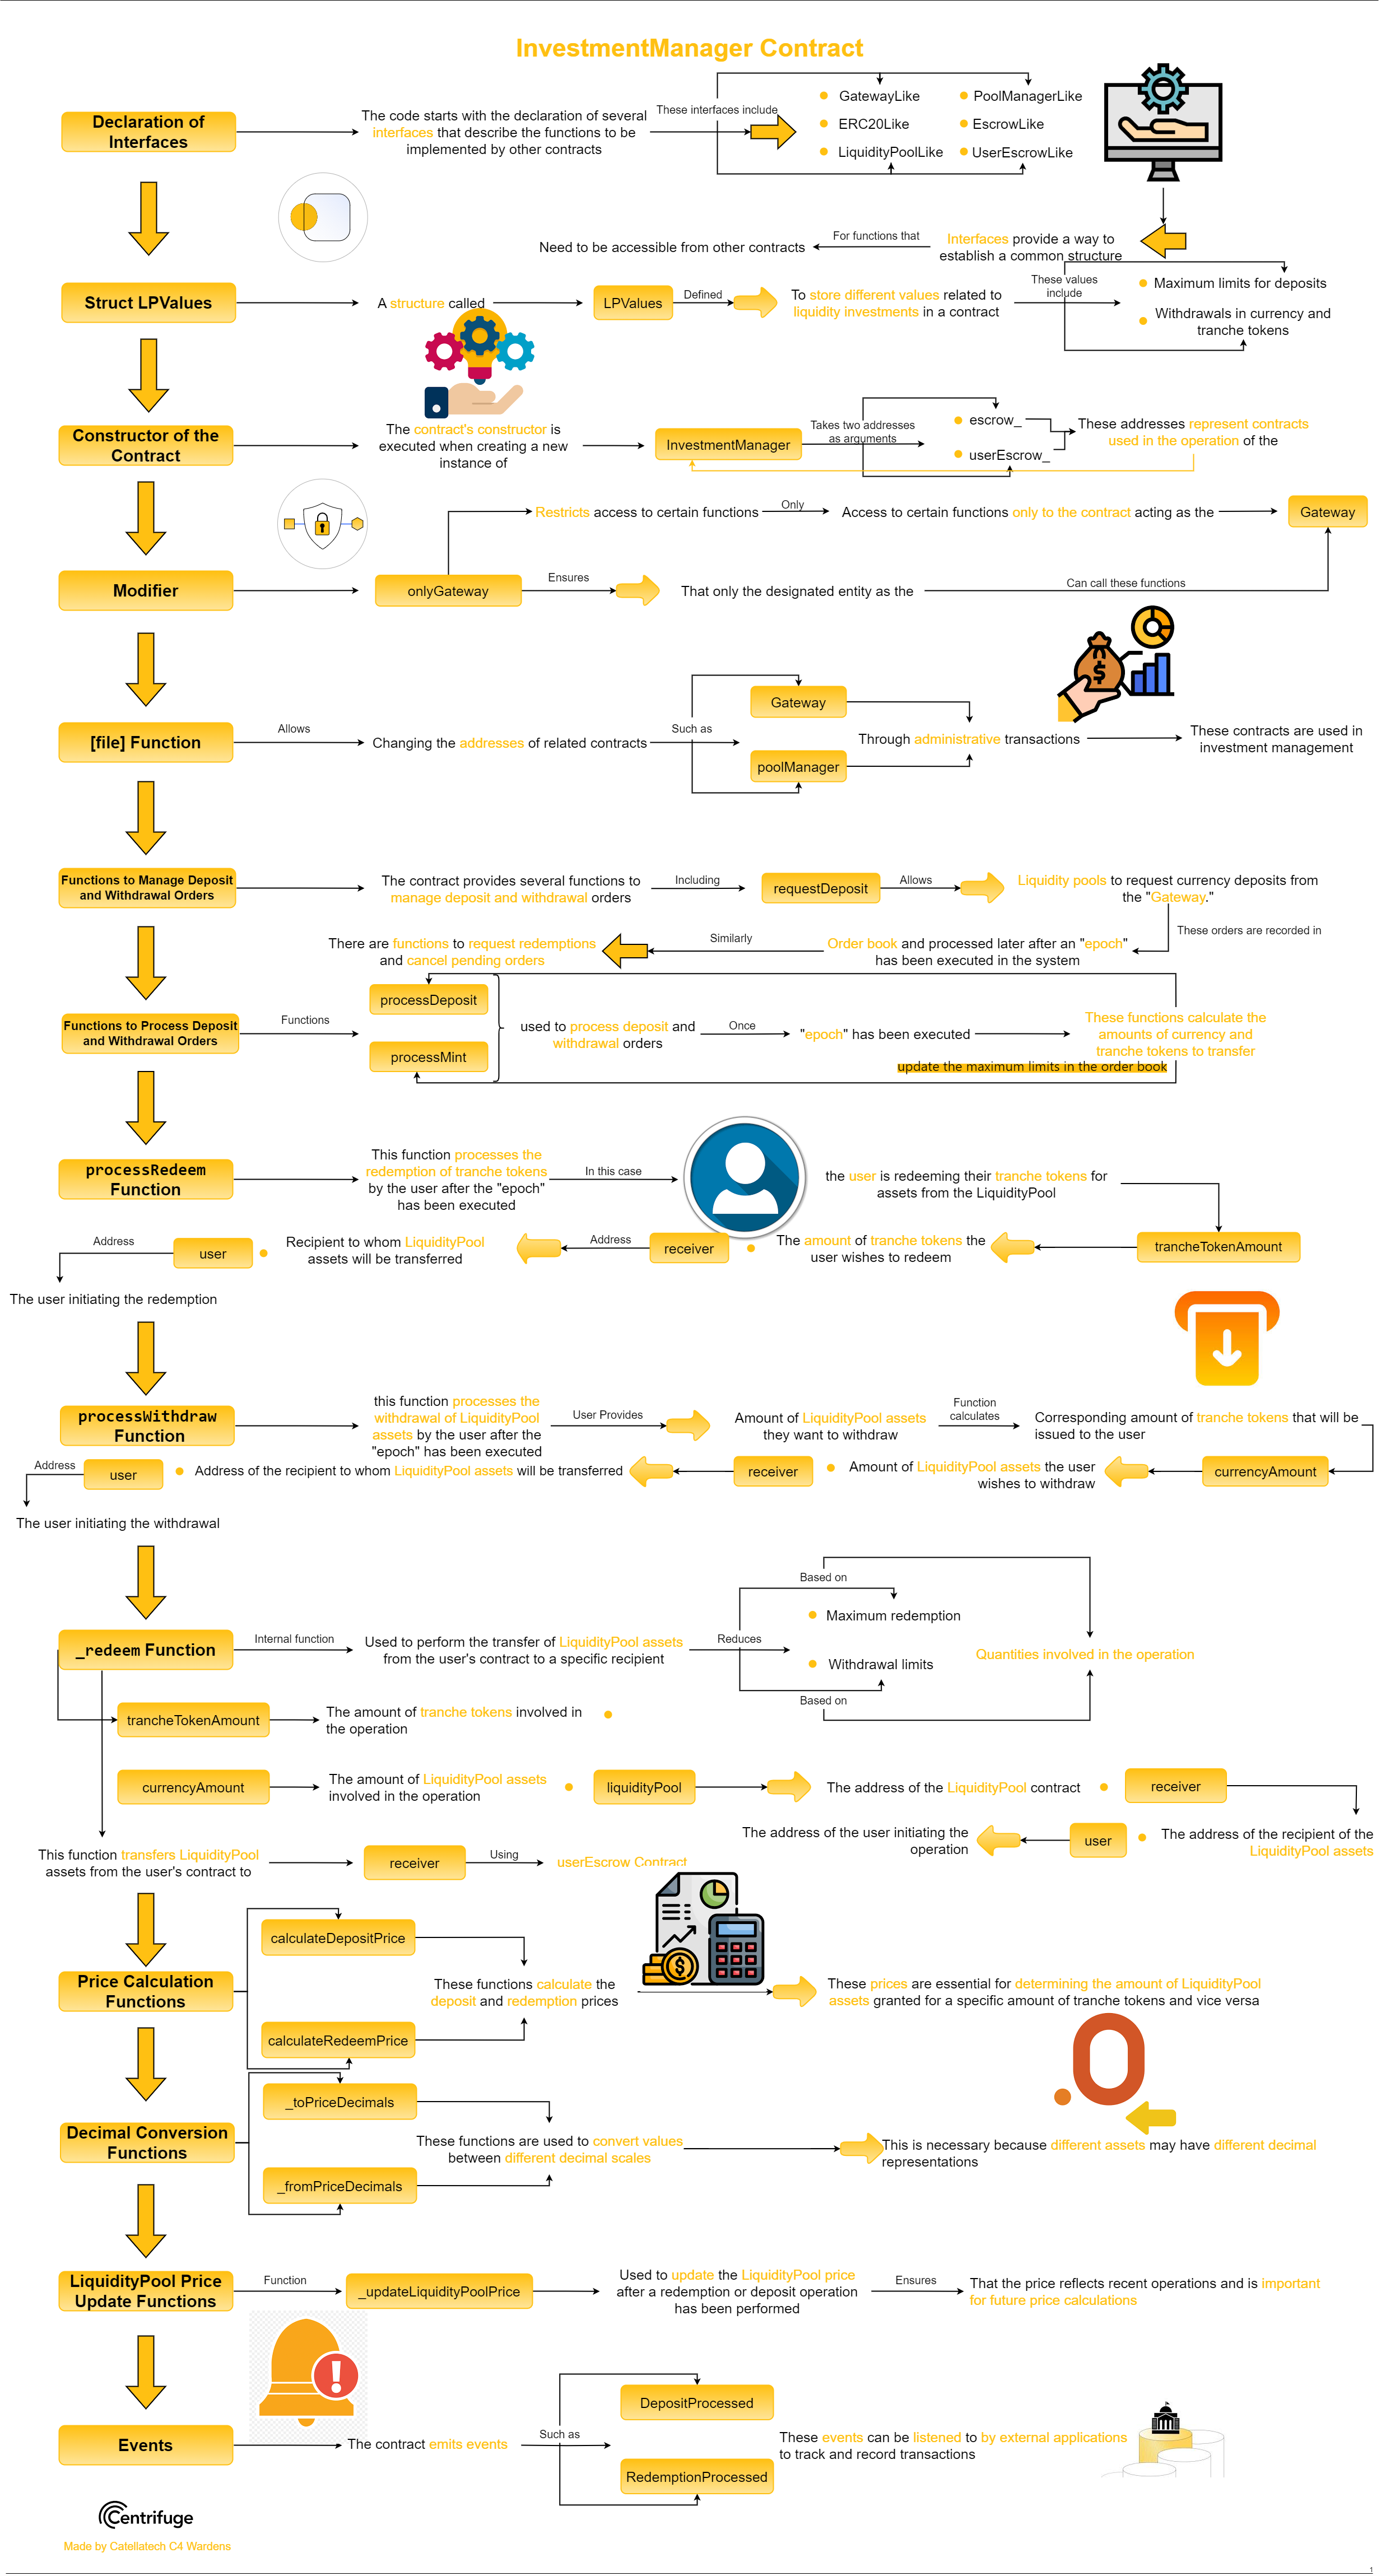 InvestmentManager Contract
Declaration of
Interfaces
The code starts with the declaration of several
interfaces that describe the functions to be
implemented by other contracts
These interfaces include
GatewayLike
PoolManagerLike
ERC20Like
EscrowLike
LiquidityPoolLike
UserEscrowLike
Interfaces provide a way to
establish a common structure
For functions that
Need to be accessible from other contracts
Struct LPValues
A structure called
LPValues
Defined
To store different values related to
liquidity investments in a contract
These values
include
Maximum limits for deposits
Withdrawals in currency and
tranche tokens
Constructor of the
Contract
The contract's constructor is
executed when creating a new
instance of
InvestmentManager
Takes two addresses
as arguments
escrow_
userEscrow_
These addresses represent contracts
used in the operation of the
Restricts access to certain functions
Only
Access to certain functions only to the contract acting as the
Gateway
Modifier
onlyGateway
Ensures
That only the designated entity as the
Can call these functions
[file] Function
Allows
Changing the addresses of related contracts
Such as
Gateway
poolManager
Through administrative transactions
These contracts are used in
investment management
Functions to Manage Deposit
and Withdrawal Orders
The contract provides several functions to
manage deposit and withdrawal orders
Including
requestDeposit
Allows
Liquidity pools to request currency deposits from
the "Gateway."
These orders are recorded in
Order book and processed later after an "epoch"
has been executed in the system
Similarly
There are functions to request redemptions
and cancel pending orders
Functions to Process Deposit
and Withdrawal Orders
Functions
processDeposit
processMint
used to process deposit and
withdrawal orders
Once
"epoch" has been executed
These functions calculate the
amounts of currency and
tranche tokens to transfer
update the maximum limits in the order book
processRedeem
Function
This function processes the
redemption of tranche tokens
by the user after the "epoch"
has been executed
In this case
the user is redeeming their tranche tokens for
assets from the LiquidityPool
trancheTokenAmount
The amount of tranche tokens the
user wishes to redeem
receiver
Address
Recipient to whom LiquidityPool
assets will be transferred
user
Address
The user initiating the redemption
processWithdraw
Function
this function processes the
withdrawal of LiquidityPool
assets by the user after the
"epoch" has been executed
User Provides
Amount of LiquidityPool assets
they want to withdraw
Function
calculates
Corresponding amount of tranche tokens that will be
issued to the user
currencyAmount
Amount of LiquidityPool assets the user
wishes to withdraw
receiver
Address of the recipient to whom LiquidityPool assets will be transferred
user
Address
The user initiating the withdrawal
_redeem Function
Internal function
Used to perform the transfer of LiquidityPool assets
from the user's contract to a specific recipient
Reduces
Based on
Maximum redemption
Withdrawal limits
Based on
Quantities involved in the operation
trancheTokenAmount
The amount of tranche tokens involved in
the operation
currencyAmount
The amount of LiquidityPool assets
involved in the operation
liquidityPool
The address of the LiquidityPool contract
receiver
The address of the recipient of the
LiquidityPool assets
user
The address of the user initiating the
operation
This function transfers LiquidityPool
assets from the user's contract to
receiver
Using
userEscrow Contract
Price Calculation
Functions
calculateDepositPrice
calculateRedeemPrice
These functions calculate the
deposit and redemption prices
These prices are essential for determining the amount of LiquidityPool
assets granted for a specific amount of tranche tokens and vice versa
.0
Decimal Conversion
Functions
_toPriceDecimals
_fromPriceDecimals
These functions are used to convert values
between different decimal scales
This is necessary because different assets may have different decimal
representations
LiquidityPool Price
Update Functions
Function
_updateLiquidityPoolPrice
Used to update the LiquidityPool price
after a redemption or deposit operation
has been performed
Ensures
That the price reflects recent operations and is important
for future price calculations
Events
The contract emits events
Such as
DepositProcessed
RedemptionProcessed
These events can be listened to by external applications
to track and record transactions
Centrifuge
Made by Catellatech C4 Wardens
1